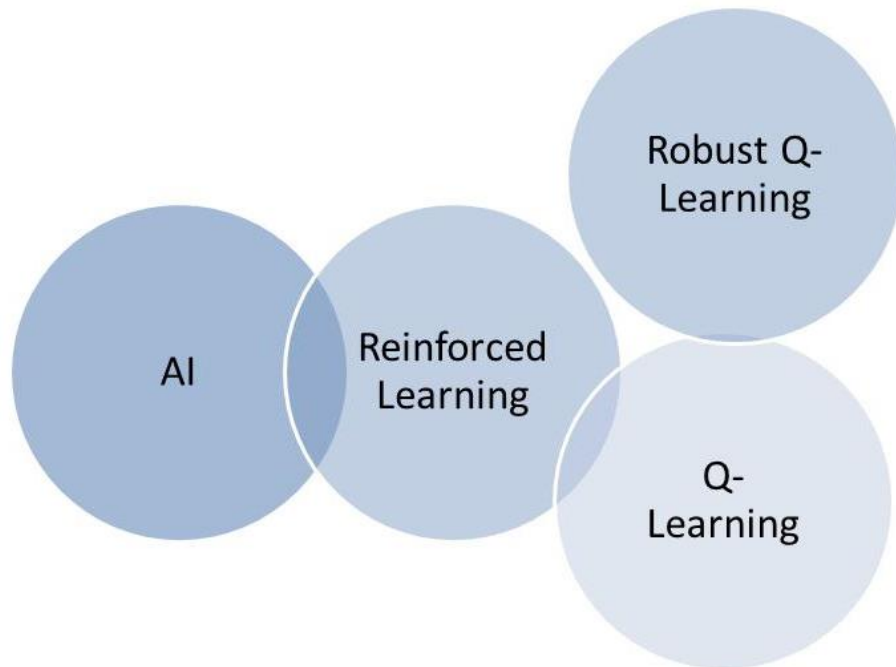 Robust Q-
Learning
AI
Reinforced
Learning
Q-
Learning